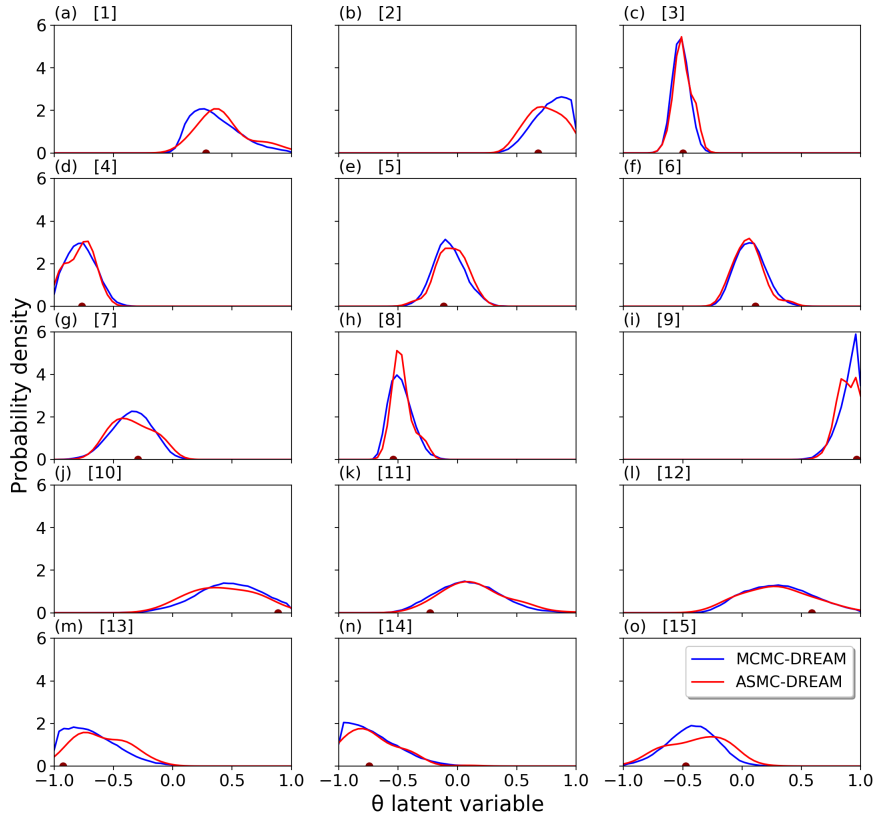 (a) [1] (b) [2] (c) [3]
6
4
2
0
(d) [4] (e) [5] (f) [6]
6
4
2
0
(g) [7] (h) [8] (i) [9]
6
4
2
0
(j) [10] (k) [11] (l) [12]
6
4
2
0
(m) [13] (n) [14] (o) [15]
6
4
2
0
MCMC-DREAM
ASMC-DREAM
−1.0 −0.5 0.0 0.5 1.0 −1.0 −0.5 0.0 0.5 1.0 −1.0 −0.5 0.0 0.5 1.0
Probability density
θ latent variable